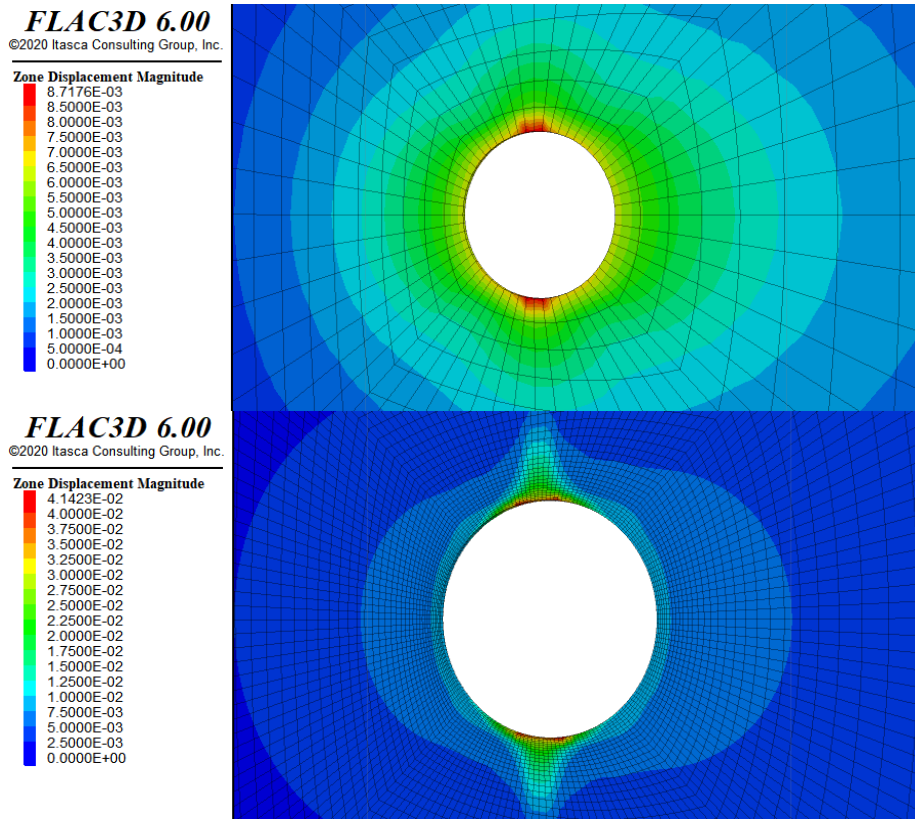 FLAC3D 6.00
©2020 Itasca Consulting Group, Inc.
Zone Displacement Magnitude
8.7176E-03
8.5000E-03
8.0000E-03
7.5000E-03
7.0000E-03
6.5000E-03
6.0000E-03
5.5000E-03
5.0000E-03
4.5000E-03
4.0000E-03
3.5000E-03
3.0000E-03
2.5000E-03
2.0000E-03
1.5000E-03
1.0000E-03
5.0000E-04
0.0000E+00
FLAC3D 6.00
©2020 Itasca Consulting Group, Inc.
Zone Displacement Magnitude
4.1423E-02
4.0000E-02
3.7500E-02
3.5000E-02
3.2500E-02
3.0000E-02
2.7500E-02
2.5000E-02
2.2500E-02
2.0000E-02
1.7500E-02
1.5000E-02
1.2500E-02
1.0000E-02
7.5000E-03
5.0000E-03
2.5000E-03
0.0000E+00